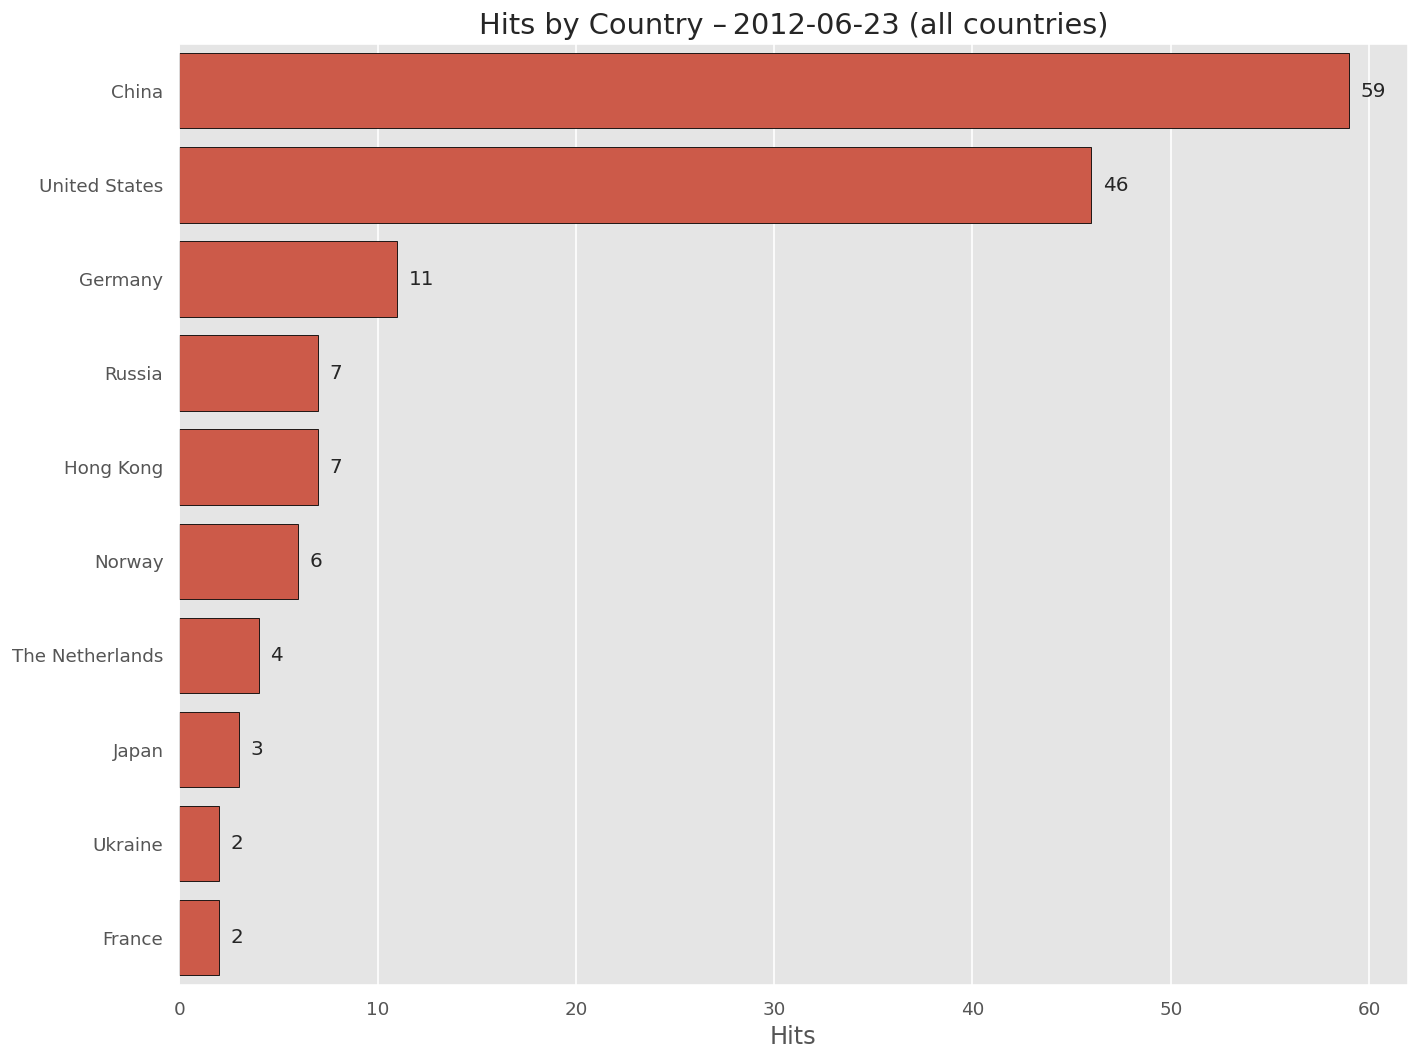 Hits by Country – 2012-06-23 (all countries)
China 59
United States 46
Germany 11
Russia 7
Hong Kong 7
Norway 6
The Netherlands 4
Japan 3
Ukraine 2
France 2
0 10 20 30 40 50 60
Hits